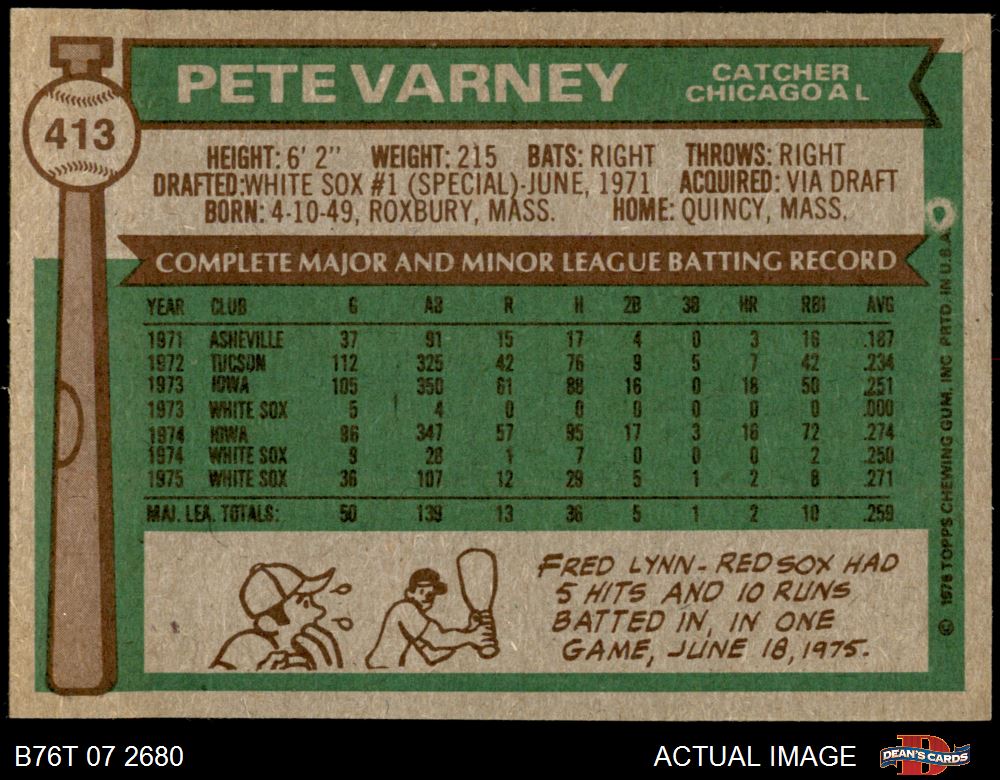 413
PETE VARNEY
CATCHER
CHICAGO A L
HEIGHT: 6' 2" WEIGHT: 215 BATS: RIGHT THROWS: RIGHT
DRAFTED: WHITE SOX #1 (SPECIAL)-JUNE, 1971 ACQUIRED: VIA DRAFT
BORN: 4-10-49, ROXBURY, MASS. HOME: QUINCY, MASS.
COMPLETE MAJOR AND MINOR LEAGUE BATTING RECORD
YEAR CLUB G AB R H 2B 3B HR RBI AVG
1971 ASHEVILLE 37 91 15 17 4 0 3 16 .187
1972 TUCSON 112 325 42 76 9 5 7 42 .234
1973 IOWA 105 350 61 88 16 0 18 50 .251
1973 WHITE SOX 5 4 0 0 0 0 0 0 .000
1974 IOWA 96 347 57 95 17 3 16 72 .274
1974 WHITE SOX 9 28 1 7 0 0 0 2 .250
1975 WHITE SOX 36 107 12 29 5 1 2 8 .271
MAJ. LEA. TOTALS: 50 139 13 36 5 1 2 10 .259
FRED LYNN-RED SOX HAD
5 HITS AND 10 RUNS
BATTED IN, IN ONE
GAME, JUNE 18, 1975.
© 1976 TOPPS CHEWING GUM, INC. PRTD. IN U.S.A.
B76T 07 2680
ACTUAL IMAGE
DEAN'S CARDS